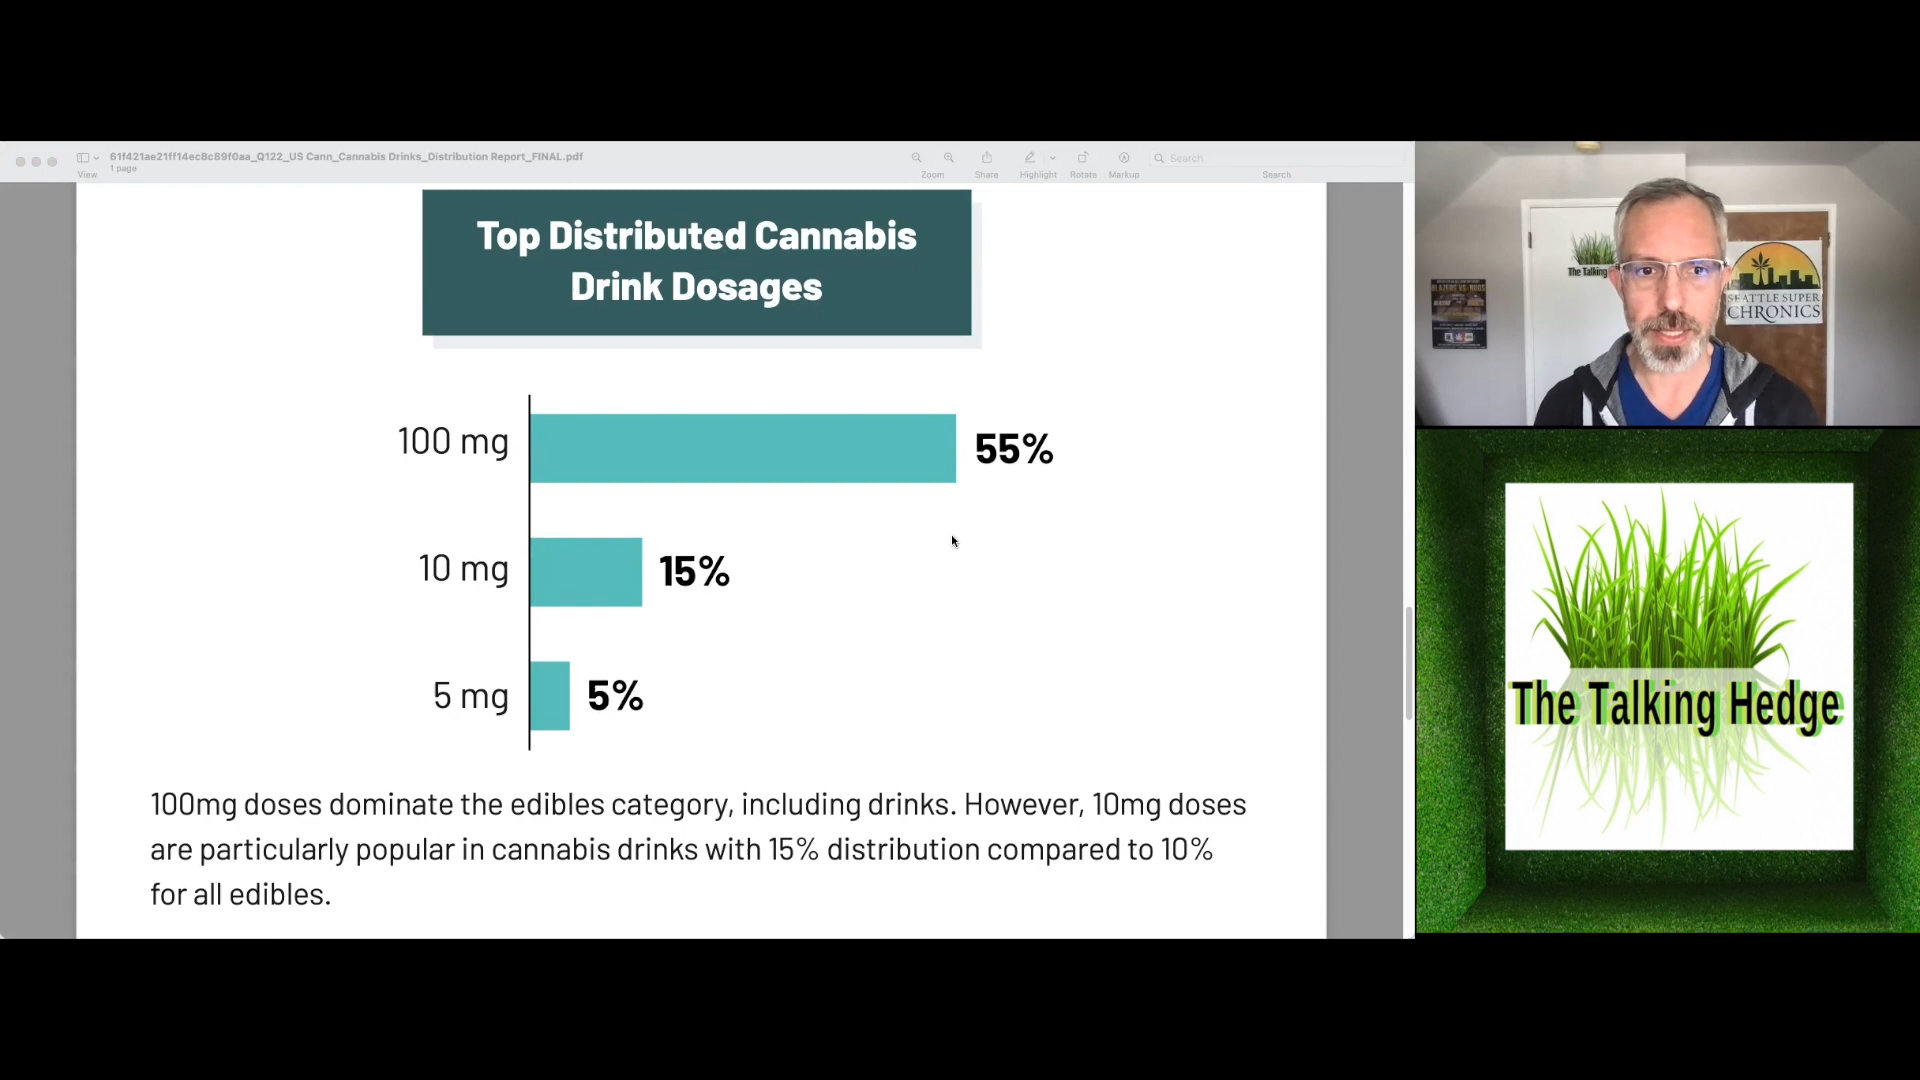 61f421ae21ff14ec8c89f0aa_Q122_US Cann_Cannabis Drinks_Distribution Report_FINAL.pdf
1 page
View
Zoom
Share
Highlight
Rotate
Markup
Search
Search
Top Distributed Cannabis
Drink Dosages
100 mg
55%
10 mg
15%
5 mg
5%
100mg doses dominate the edibles category, including drinks. However, 10mg doses
are particularly popular in cannabis drinks with 15% distribution compared to 10%
for all edibles.
The Talking
BLAZERS VS. BUDS
SEATTLE SUPER
CHRONICS
The Talking Hedge